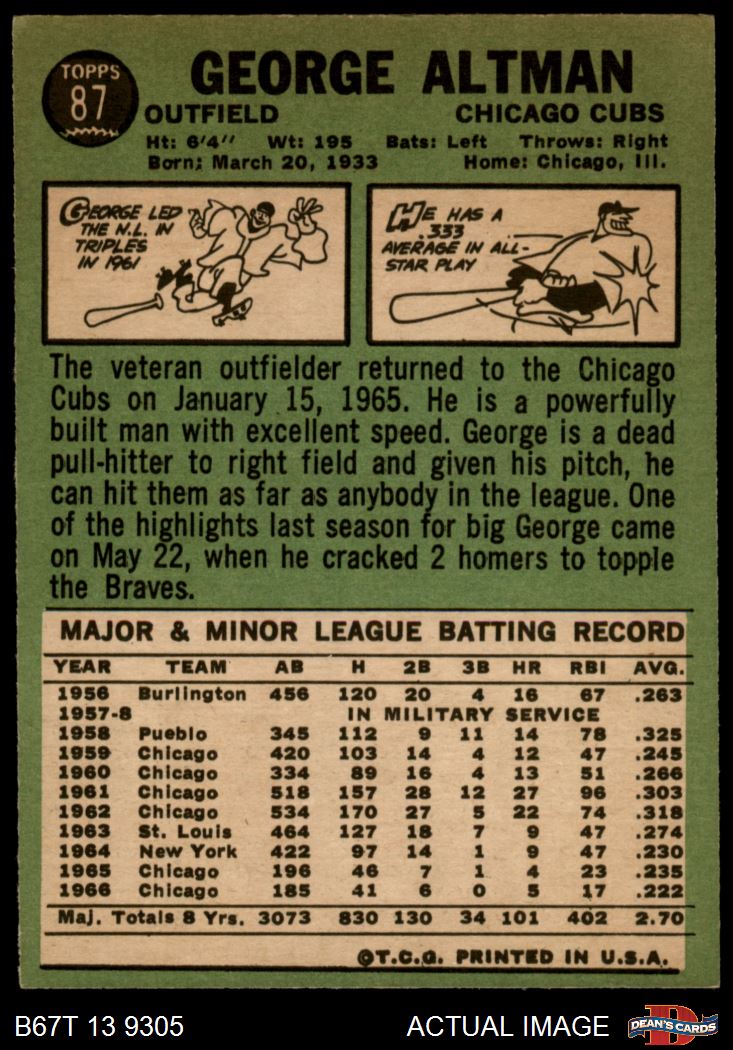 TOPPS
87
GEORGE ALTMAN
OUTFIELD CHICAGO CUBS
Ht: 6'4" Wt: 195 Bats: Left Throws: Right
Born: March 20, 1933 Home: Chicago, Ill.
GEORGE LED
THE N.L. IN
TRIPLES
IN 1961
HE HAS A
.333
AVERAGE IN ALL-
STAR PLAY
The veteran outfielder returned to the Chicago
Cubs on January 15, 1965. He is a powerfully
built man with excellent speed. George is a dead
pull-hitter to right field and given his pitch, he
can hit them as far as anybody in the league. One
of the highlights last season for big George came
on May 22, when he cracked 2 homers to topple
the Braves.
MAJOR & MINOR LEAGUE BATTING RECORD
YEAR TEAM AB H 2B 3B HR RBI AVG.
1956 Burlington 456 120 20 4 16 67 .263
1957-8 IN MILITARY SERVICE
1958 Pueblo 345 112 9 11 14 78 .325
1959 Chicago 420 103 14 4 12 47 .245
1960 Chicago 334 89 16 4 13 51 .266
1961 Chicago 518 157 28 12 27 96 .303
1962 Chicago 534 170 27 5 22 74 .318
1963 St. Louis 464 127 18 7 9 47 .274
1964 New York 422 97 14 1 9 47 .230
1965 Chicago 196 46 7 1 4 23 .235
1966 Chicago 185 41 6 0 5 17 .222
Maj. Totals 8 Yrs. 3073 830 130 34 101 402 2.70
©T.C.G. PRINTED IN U.S.A.
B67T 13 9305 ACTUAL IMAGE D DEAN'S CARDS